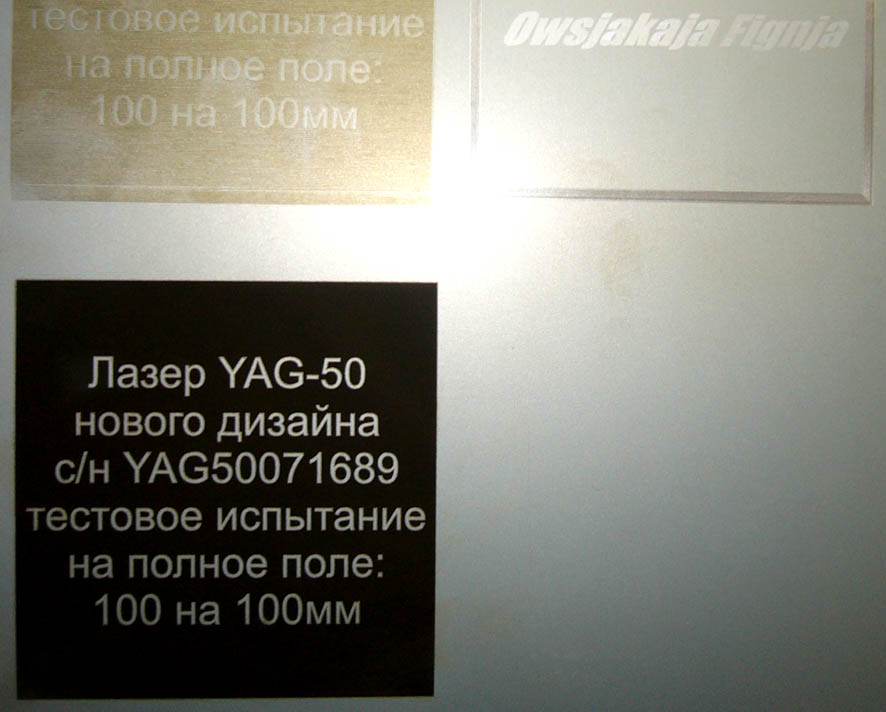 тестовое испытание
на полное поле:
100 на 100мм
Owsjakaja Fignja
Лазер YAG-50
нового дизайна
с/н YAG50071689
тестовое испытание
на полное поле:
100 на 100мм